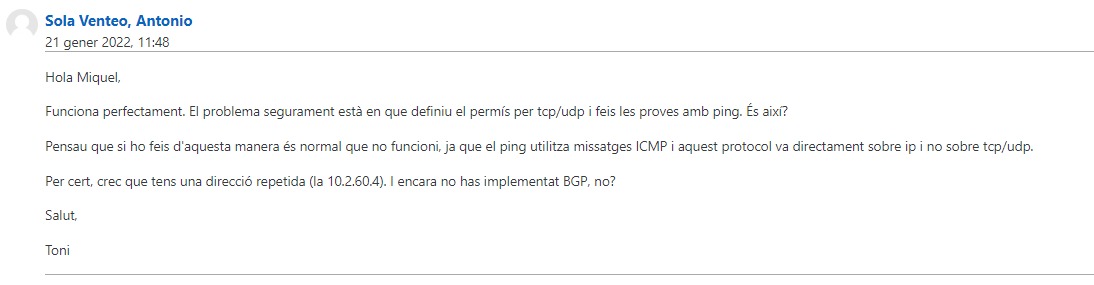 Sola Venteo, Antonio
21 gener 2022, 11:48
Hola Miquel,
Funciona perfectament. El problema segurament està en que definiu el permís per tcp/udp i feis les proves amb ping. És així?
Pensau que si ho feis d'aquesta manera és normal que no funcioni, ja que el ping utilitza missatges ICMP i aquest protocol va directament sobre ip i no sobre tcp/udp.
Per cert, crec que tens una direcció repetida (la 10.2.60.4). I encara no has implementat BGP, no?
Salut,
Toni